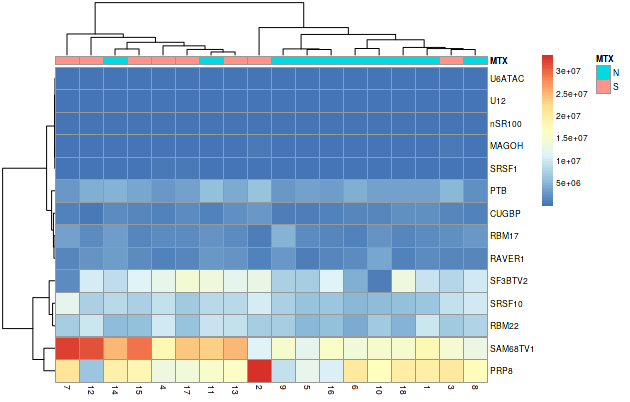 MTX
U6ATAC
U12
nSR100
MAGOH
SRSF1
PTB
CUGBP
RBM17
RAVER1
SF3BTV2
SRSF10
RBM22
SAM68TV1
PRP8
7 12 14 15 4 17 11 13 2 9 5 16 6 10 18 1 3 8
3e+07
2.5e+07
2e+07
1.5e+07
1e+07
5e+06
MTX
N
S